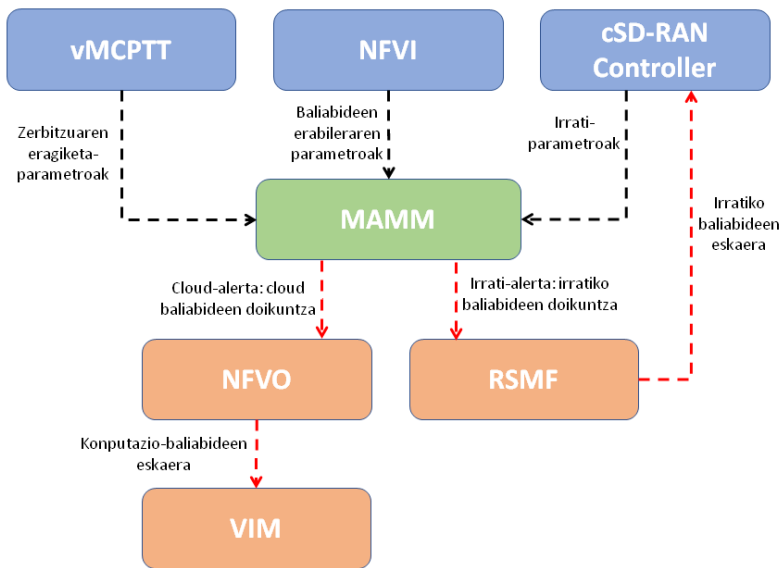 vMCPTT
NFVI
cSD-RAN
Controller
Zerbitzuaren
eragiketa-
parametroak
Baliabideen
erabileraren
parametroak
Irrati-
parametroak
Irratiko
baliabideen
eskaera
MAMM
Cloud-alerta: cloud
baliabideen doikuntza
Irrati-alerta: irratiko
baliabideen doikuntza
NFVO
RSMF
Konputazio-baliabideen
eskaera
VIM